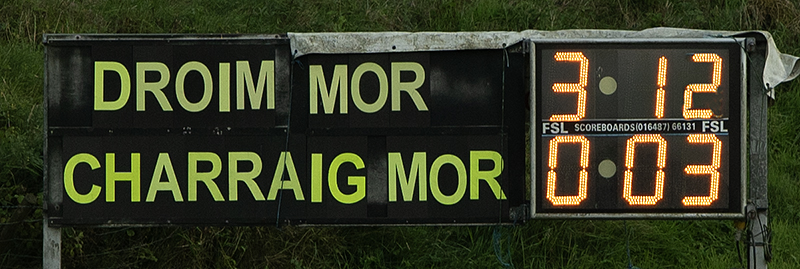 DROIM MOR 3 12
FSL SCOREBOARDS (016487) 66131 FSL
CHARRAIG MOR 0 03